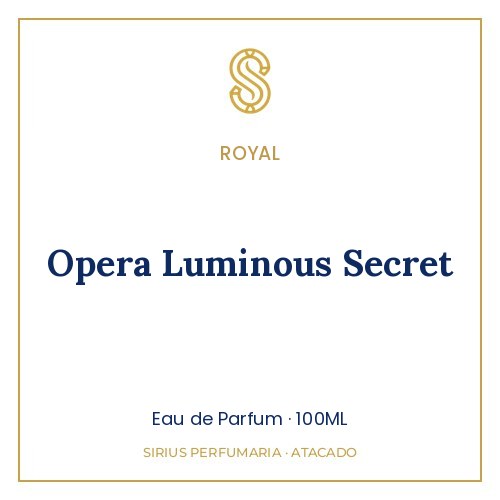 ROYAL
Opera Luminous Secret
Eau de Parfum · 100ML
SIRIUS PERFUMARIA · ATACADO